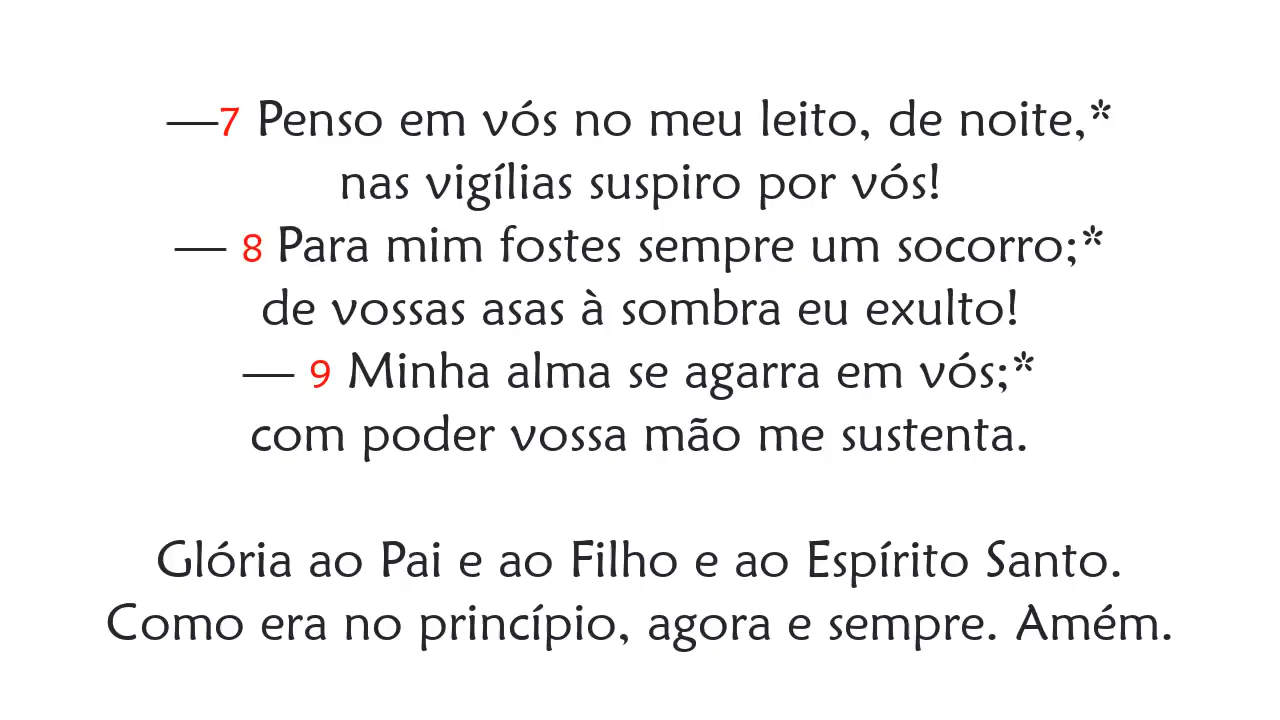 —7 Penso em vós no meu leito, de noite,*
nas vigílias suspiro por vós!
— 8 Para mim fostes sempre um socorro;*
de vossas asas à sombra eu exulto!
— 9 Minha alma se agarra em vós;*
com poder vossa mão me sustenta.
Glória ao Pai e ao Filho e ao Espírito Santo.
Como era no princípio, agora e sempre. Amém.